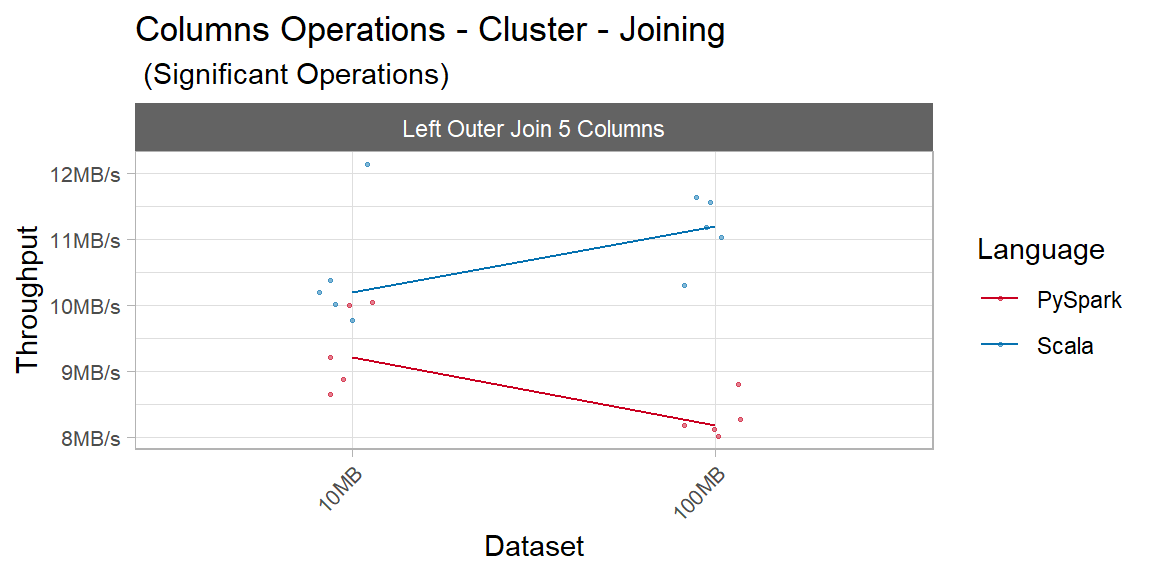 Columns Operations - Cluster - Joining
(Significant Operations)
Left Outer Join 5 Columns
12MB/s
11MB/s
10MB/s
9MB/s
8MB/s
Throughput
10MB
100MB
Dataset
Language
PySpark
Scala